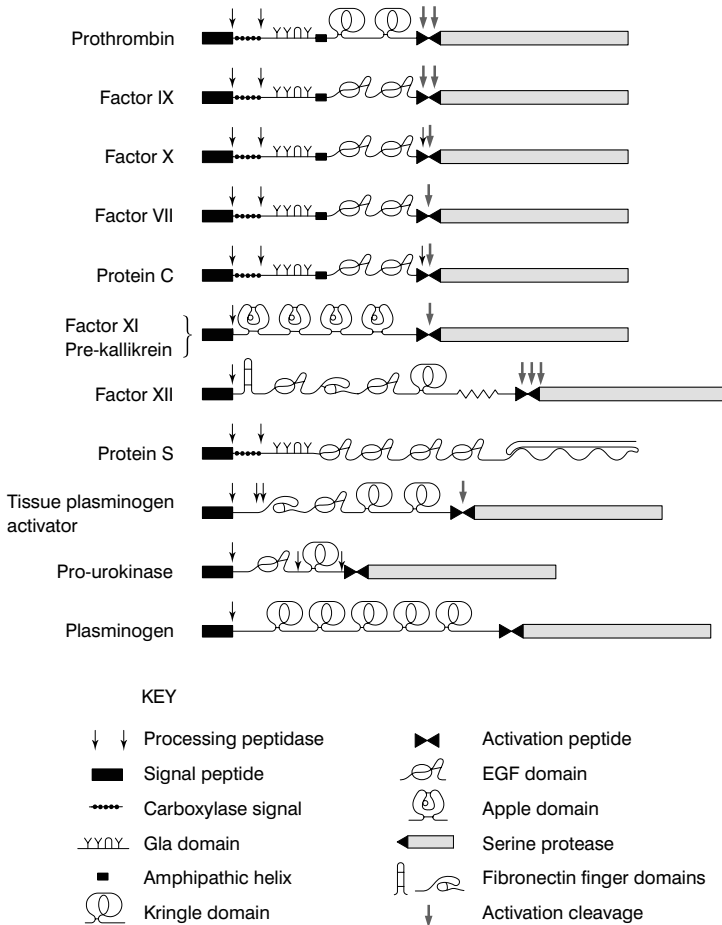 Prothrombin
Factor IX
Factor X
Factor VII
Protein C
Factor XI
Pre-kallikrein
Factor XII
Protein S
Tissue plasminogen
activator
Pro-urokinase
Plasminogen
KEY
Processing peptidase
Activation peptide
Signal peptide
EGF domain
Carboxylase signal
Apple domain
Gla domain
Serine protease
Amphipathic helix
Fibronectin finger domains
Kringle domain
Activation cleavage